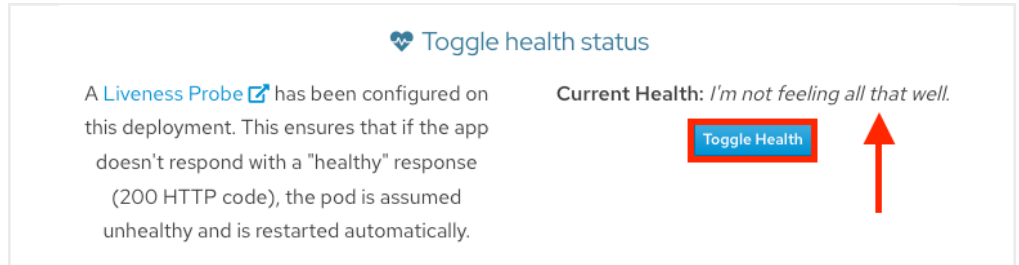 Toggle health status
A Liveness Probe has been configured on
this deployment. This ensures that if the app
doesn't respond with a "healthy" response
(200 HTTP code), the pod is assumed
unhealthy and is restarted automatically.
Current Health: I'm not feeling all that well.
Toggle Health